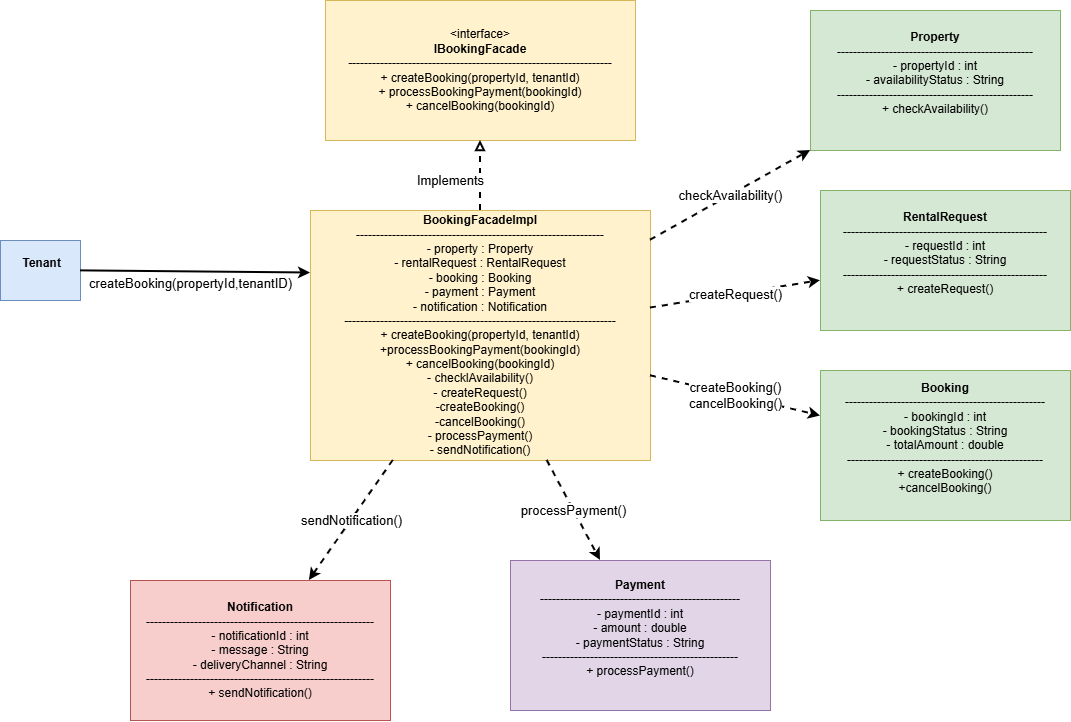 <interface>
IBookingFacade
--------------------------------------------------------------------
+ createBooking(propertyId, tenantId)
+ processBookingPayment(bookingId)
+ cancelBooking(bookingId)
Property
--------------------------------------------------
- propertyId : int
- availabilityStatus : String
--------------------------------------------------
+ checkAvailability()
Implements
checkAvailability()
RentalRequest
----------------------------------------------------
- requestId : int
- requestStatus : String
----------------------------------------------------
+ createRequest()
BookingFacadeImpl
---------------------------------------------------------------
- property : Property
- rentalRequest : RentalRequest
- booking : Booking
- payment : Payment
- notification : Notification
---------------------------------------------------------------------
+ createBooking(propertyId, tenantId)
+processBookingPayment(bookingId)
+ cancelBooking(bookingId)
- checklAvailability()
- createRequest()
-createBooking()
-cancelBooking()
- processPayment()
- sendNotification()
Tenant
createBooking(propertyId,tenantID)
createRequest()
createBooking()
cancelBooking()
Booking
---------------------------------------------------
- bookingId : int
- bookingStatus : String
- totalAmount : double
--------------------------------------------------
+ createBooking()
+cancelBooking()
sendNotification()
processPayment()
Notification
----------------------------------------------------------
- notificationId : int
- message : String
- deliveryChannel : String
----------------------------------------------------------
+ sendNotification()
Payment
---------------------------------------------------
- paymentId : int
- amount : double
- paymentStatus : String
--------------------------------------------------
+ processPayment()